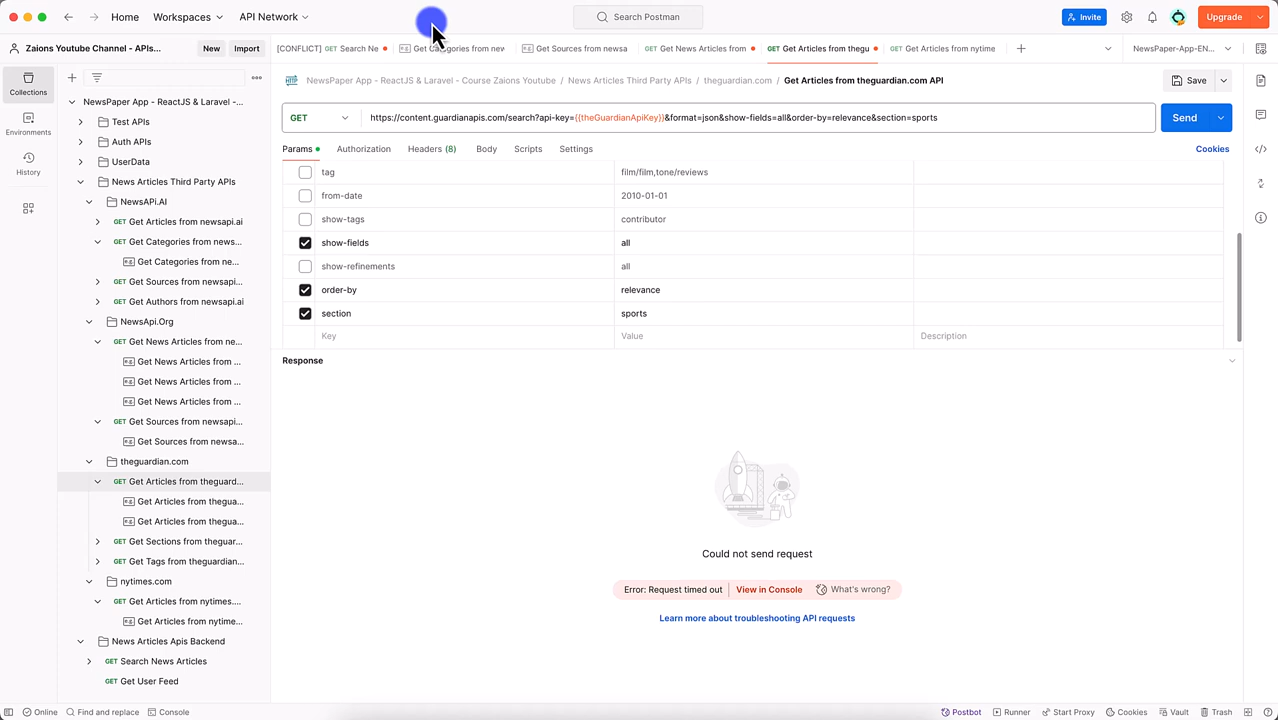 Home
Workspaces
API Network
Search Postman
Invite
Upgrade
Zaions Youtube Channel - APIs...
New
Import
[CONFLICT] GET Search Ne
Get Categories from nev
Get Sources from newsa
GET Get News Articles from
GET Get Articles from thegu
GET Get Articles from nytime
NewsPaper-App-EN...
Collections
Environments
History
NewsPaper App - ReactJS & Laravel -...
Test APIs
Auth APIs
UserData
News Articles Third Party APIs
NewsAPi.AI
GET Get Articles from newsapi.ai
GET Get Categories from news...
Get Categories from ne...
GET Get Sources from newsapi...
GET Get Authors from newsapi.ai
NewsApi.Org
GET Get News Articles from ne...
Get News Articles from ...
Get News Articles from ...
Get News Articles from ...
GET Get Sources from newsapi...
Get Sources from newsa...
theguardian.com
GET Get Articles from theguard...
Get Articles from thegua...
Get Articles from thegua...
GET Get Sections from theguar...
GET Get Tags from theguardian...
nytimes.com
GET Get Articles from nytimes....
Get Articles from nytime...
News Articles Apis Backend
GET Search News Articles
GET Get User Feed
HTTP NewsPaper App - ReactJS & Laravel - Course Zaions Youtube / News Articles Third Party APIs / theguardian.com / Get Articles from theguardian.com API
Save
GET
https://content.guardianapis.com/search?api-key={{theGuardianApiKey}}&format=json&show-fields=all&order-by=relevance&section=sports
Send
Params
Authorization
Headers (8)
Body
Scripts
Settings
Cookies
tag film/film,tone/reviews
from-date 2010-01-01
show-tags contributor
show-fields all
show-refinements all
order-by relevance
section sports
Key Value Description
Response
Could not send request
Error: Request timed out
View in Console
What's wrong?
Learn more about troubleshooting API requests
Online
Find and replace
Console
Postbot
Runner
Start Proxy
Cookies
Vault
Trash